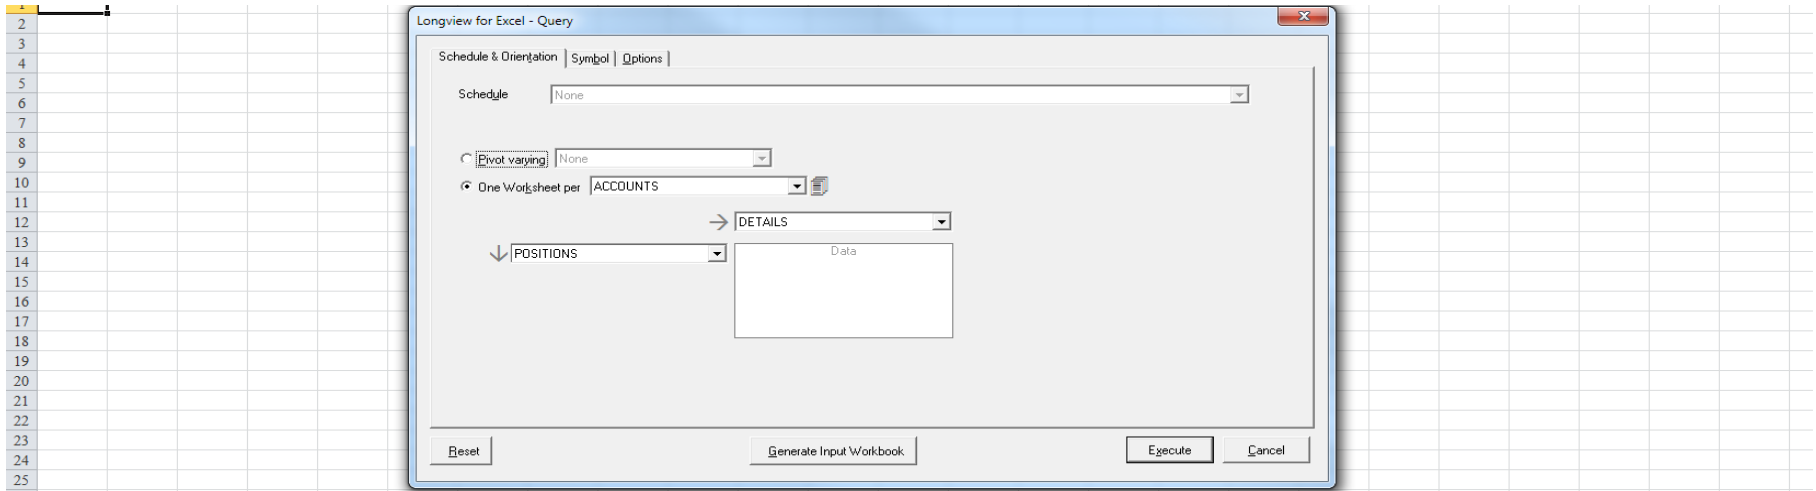 1
2
3
4
5
6
7
8
9
10
11
12
13
14
15
16
17
18
19
20
21
22
23
24
25
Longview for Excel - Query
Schedule & Orientation Symbol Options
Schedule None
Pivot varying None
One Worksheet per ACCOUNTS
DETAILS
POSITIONS
Data
Reset Generate Input Workbook Execute Cancel